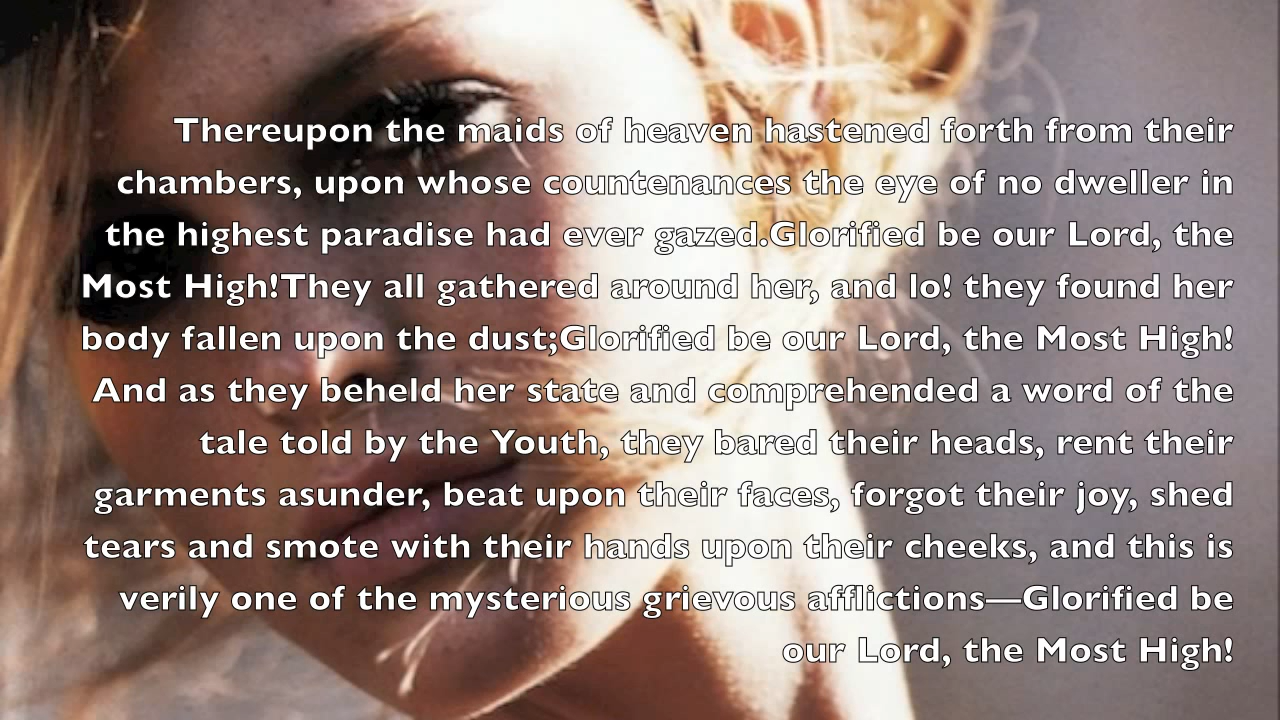 Thereupon the maids of heaven hastened forth from their
chambers, upon whose countenances the eye of no dweller in
the highest paradise had ever gazed.Glorified be our Lord, the
Most High!They all gathered around her, and lo! they found her
body fallen upon the dust;Glorified be our Lord, the Most High!
And as they beheld her state and comprehended a word of the
tale told by the Youth, they bared their heads, rent their
garments asunder, beat upon their faces, forgot their joy, shed
tears and smote with their hands upon their cheeks, and this is
verily one of the mysterious grievous afflictions—Glorified be
our Lord, the Most High!